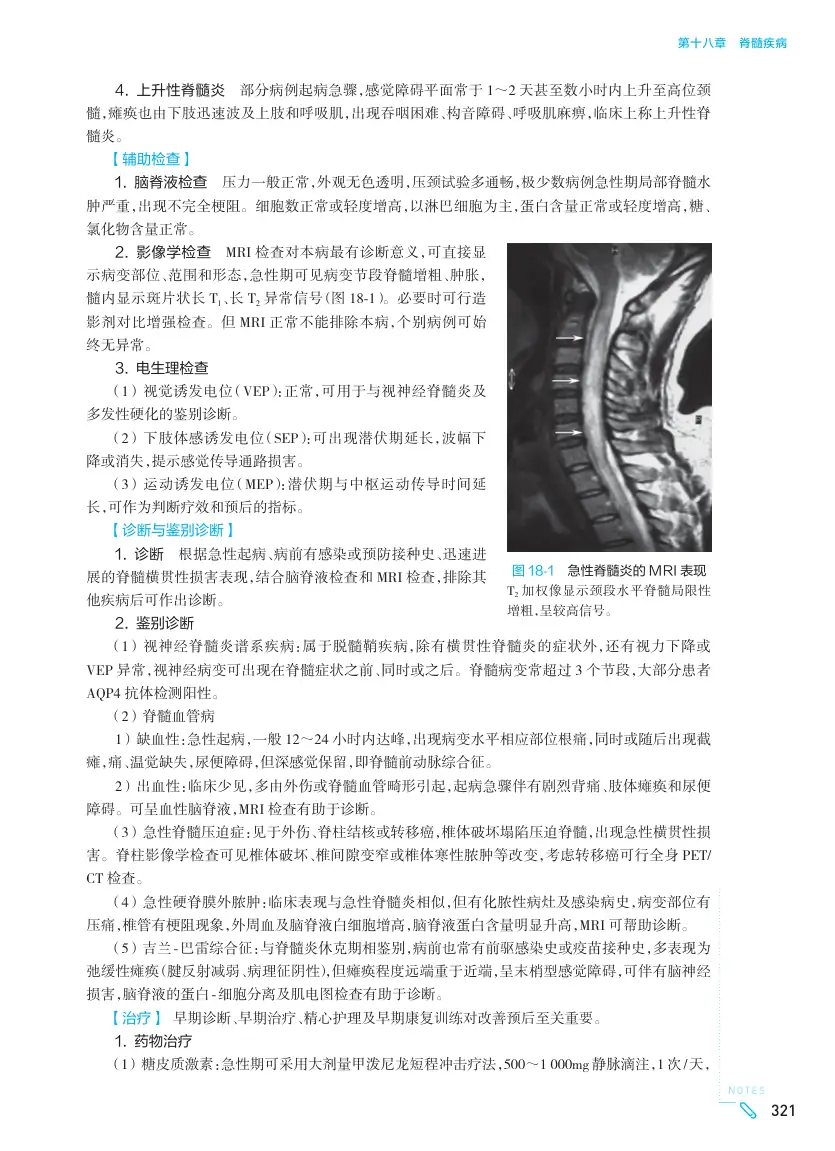 第十八章　脊髓疾病
4. 上升性脊髓炎　部分病例起病急骤,感觉障碍平面常于 1～2 天甚至数小时内上升至高位颈
髓,瘫痪也由下肢迅速波及上肢和呼吸肌,出现吞咽困难、构音障碍、呼吸肌麻痹,临床上称上升性脊
髓炎。
【辅助检查】
1. 脑脊液检查　压力一般正常,外观无色透明,压颈试验多通畅,极少数病例急性期局部脊髓水
肿严重,出现不完全梗阻。细胞数正常或轻度增高,以淋巴细胞为主,蛋白含量正常或轻度增高,糖、
氯化物含量正常。
2. 影像学检查　MRI 检查对本病最有诊断意义,可直接显
示病变部位、范围和形态,急性期可见病变节段脊髓增粗、肿胀,
髓内显示斑片状长 T₁、长 T₂ 异常信号(图 18-1)。必要时可行造
影剂对比增强检查。但 MRI 正常不能排除本病,个别病例可始
终无异常。
3. 电生理检查
（1）视觉诱发电位(VEP):正常,可用于与视神经脊髓炎及
多发性硬化的鉴别诊断。
（2）下肢体感诱发电位(SEP):可出现潜伏期延长,波幅下
降或消失,提示感觉传导通路损害。
（3）运动诱发电位(MEP):潜伏期与中枢运动传导时间延
长,可作为判断疗效和预后的指标。
【诊断与鉴别诊断】
1. 诊断　根据急性起病、病前有感染或预防接种史、迅速进
展的脊髓横贯性损害表现,结合脑脊液检查和 MRI 检查,排除其
他疾病后可作出诊断。
图 18-1　急性脊髓炎的 MRI 表现
T₂ 加权像显示颈段水平脊髓局限性
增粗,呈较高信号。
2. 鉴别诊断
（1）视神经脊髓炎谱系疾病:属于脱髓鞘疾病,除有横贯性脊髓炎的症状外,还有视力下降或
VEP 异常,视神经病变可出现在脊髓症状之前、同时或之后。脊髓病变常超过 3 个节段,大部分患者
AQP4 抗体检测阳性。
（2）脊髓血管病
1）缺血性:急性起病,一般 12～24 小时内达峰,出现病变水平相应部位根痛,同时或随后出现截
瘫,痛、温觉缺失,尿便障碍,但深感觉保留,即脊髓前动脉综合征。
2）出血性:临床少见,多由外伤或脊髓血管畸形引起,起病急骤伴有剧烈背痛、肢体瘫痪和尿便
障碍。可呈血性脑脊液,MRI 检查有助于诊断。
（3）急性脊髓压迫症:见于外伤、脊柱结核或转移癌,椎体破坏塌陷压迫脊髓,出现急性横贯性损
害。脊柱影像学检查可见椎体破坏、椎间隙变窄或椎体寒性脓肿等改变,考虑转移癌可行全身 PET/
CT 检查。
（4）急性硬脊膜外脓肿:临床表现与急性脊髓炎相似,但有化脓性病灶及感染病史,病变部位有
压痛,椎管有梗阻现象,外周血及脑脊液白细胞增高,脑脊液蛋白含量明显升高,MRI 可帮助诊断。
（5）吉兰-巴雷综合征:与脊髓炎休克期相鉴别,病前也常有前驱感染史或疫苗接种史,多表现为
弛缓性瘫痪(腱反射减弱、病理征阴性),但瘫痪程度远端重于近端,呈末梢型感觉障碍,可伴有脑神经
损害,脑脊液的蛋白-细胞分离及肌电图检查有助于诊断。
【治疗】　早期诊断、早期治疗、精心护理及早期康复训练对改善预后至关重要。
1. 药物治疗
（1）糖皮质激素:急性期可采用大剂量甲泼尼龙短程冲击疗法,500～1 000mg 静脉滴注,1 次/天,
NOTES
321